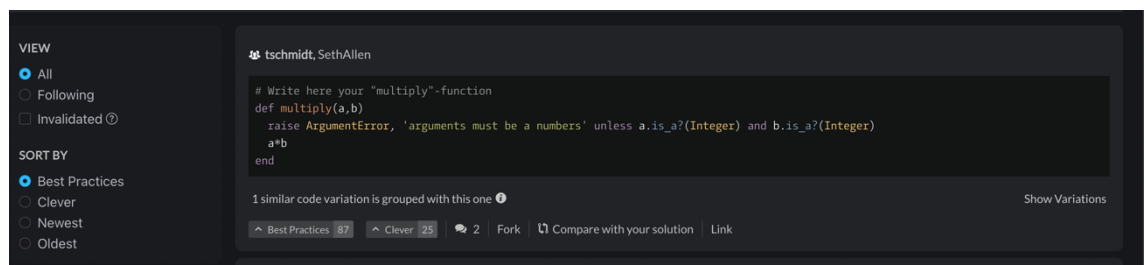 VIEW
All
Following
Invalidated
SORT BY
Best Practices
Clever
Newest
Oldest
tschmidt, SethAllen
# Write here your "multiply"-function
def multiply(a,b)
  raise ArgumentError, 'arguments must be a numbers' unless a.is_a?(Integer) and b.is_a?(Integer)
  a*b
end
1 similar code variation is grouped with this one
Show Variations
Best Practices 87 Clever 25 2 Fork Compare with your solution Link